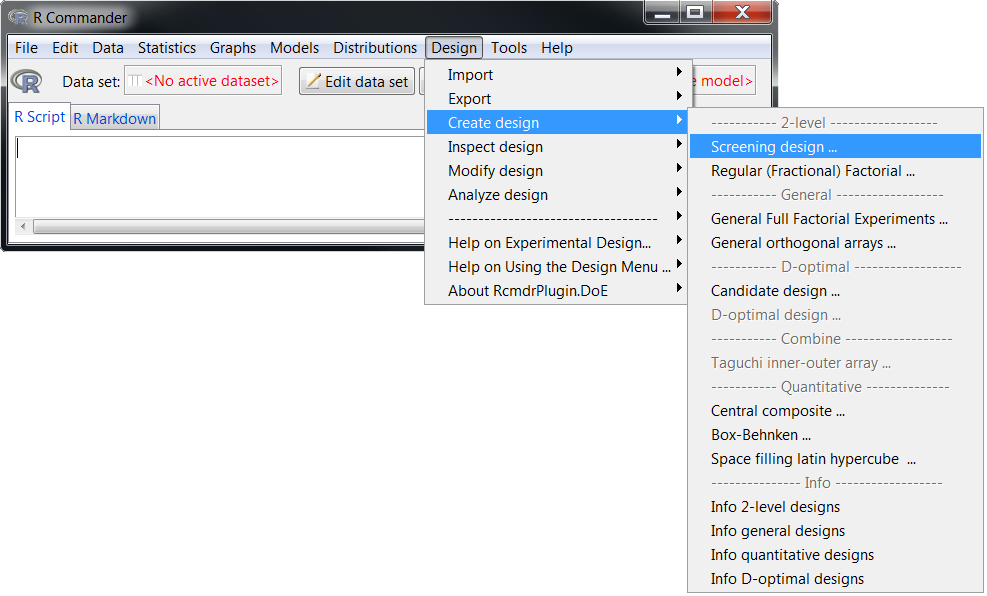 R Commander
File Edit Data Statistics Graphs Models Distributions Design Tools Help
R Data set: <No active dataset> Edit data set model>
R Script R Markdown
Import
Export
Create design
Inspect design
Modify design
Analyze design
--------------------------------
Help on Experimental Design...
Help on Using the Design Menu ...
About RcmdrPlugin.DoE
----------- 2-level ------------------
Screening design ...
Regular (Fractional) Factorial ...
----------- General ------------------
General Full Factorial Experiments ...
General orthogonal arrays ...
----------- D-optimal ------------------
Candidate design ...
D-optimal design ...
----------- Combine ------------------
Taguchi inner-outer array ...
----------- Quantitative --------------
Central composite ...
Box-Behnken ...
Space filling latin hypercube ...
--------------- Info ------------------
Info 2-level designs
Info general designs
Info quantitative designs
Info D-optimal designs